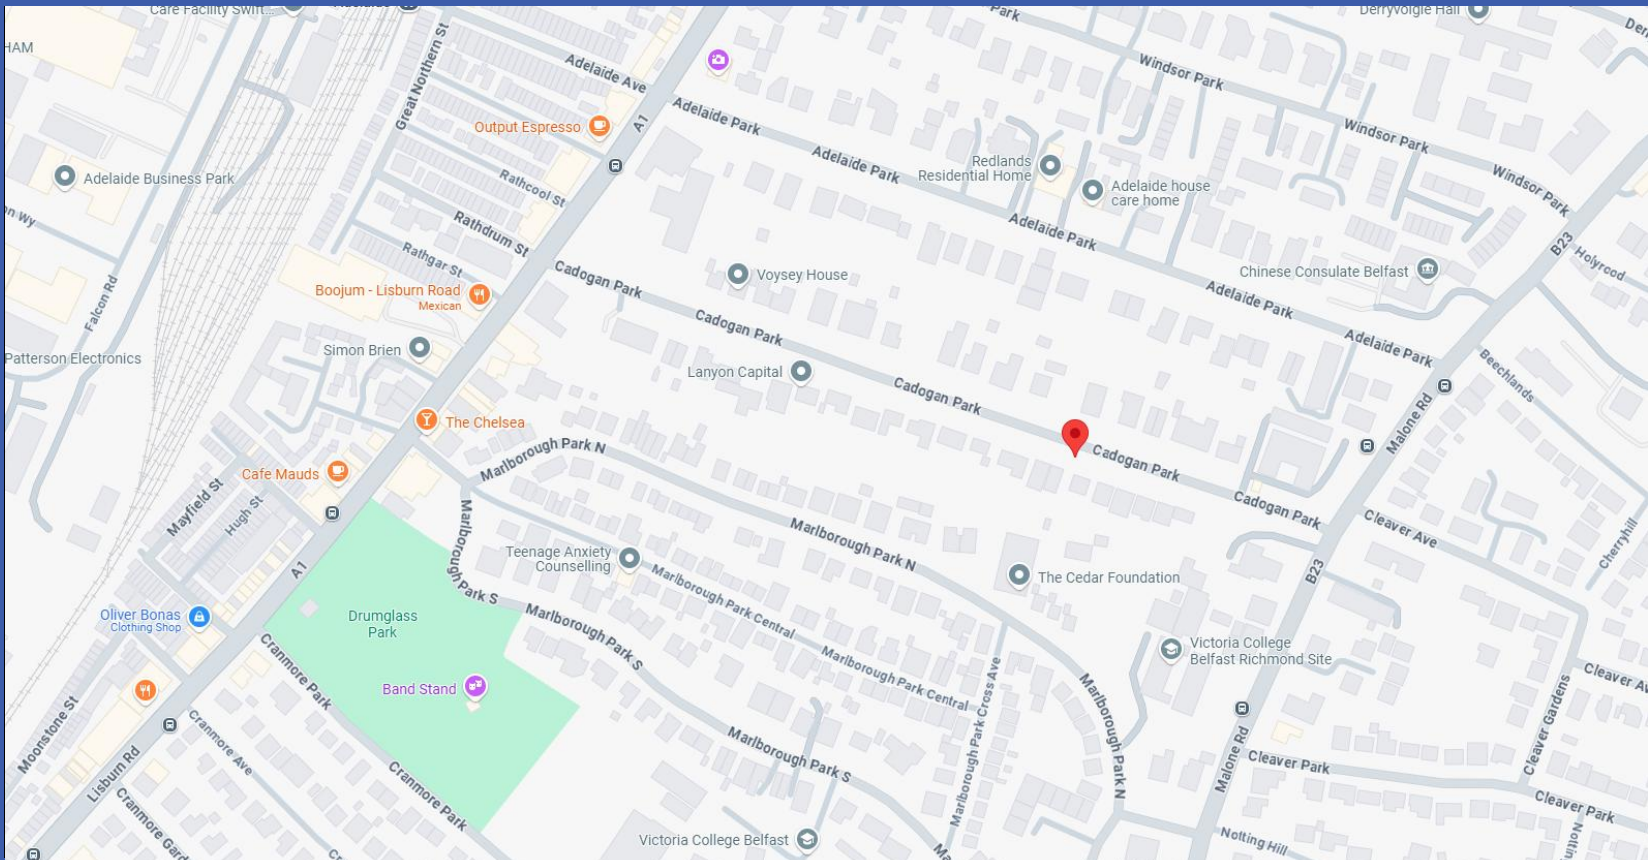 Care Facility Swift...
Adelaide
Park
Derryvolgie Hall
HAM
Great Northern St
Adelaide Ave
Windsor Park
Output Espresso
A1
Adelaide Park
Windsor Park
Adelaide Business Park
Rathcool St
Adelaide Park
Redlands
Residential Home
Adelaide house
care home
Windsor Park
Rathdrum St
Adelaide Park
B23
Holyrood
Rathgar St
Cadogan Park
Voysey House
Chinese Consulate Belfast
Falcon Rd
Boojum - Lisburn Road
Mexican
Adelaide Park
Cadogan Park
Adelaide Park
Patterson Electronics
Simon Brien
Lanyon Capital
Cadogan Park
Beechlands
Malone Rd
The Chelsea
Marlborough Park N
Cadogan Park
Cafe Mauds
Mayfield St
Hugh St
Marlborough Park S
Marlborough Park N
Cadogan Park
Cleaver Ave
Cherryhill
A1
Teenage Anxiety
Counselling
Marlborough Park Central
The Cedar Foundation
B23
Oliver Bonas
Clothing Shop
Drumglass
Park
Marlborough Park S
Marlborough Park Central
Victoria College
Belfast Richmond Site
Cranmore Park
Band Stand
Marlborough Park Cross Ave
Marlborough Park N
Cleaver Av
Cleaver Gardens
Moonstone St
Cranmore Ave
Marlborough Park S
Malone Rd
Cleaver Park
Lisburn Rd
Cranmore Park
Cleaver Park
Cranmore Gard
Victoria College Belfast
Notting Hill